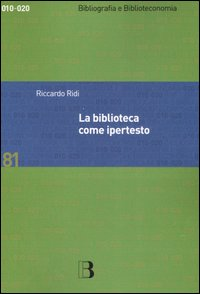 010-020
Bibliografia e Biblioteconomia
Riccardo Ridi
La biblioteca
come ipertesto
81
B